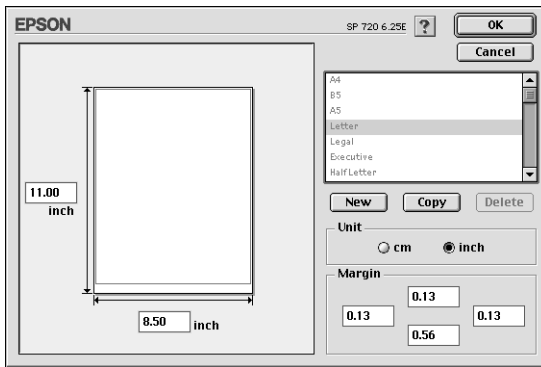 EPSON
SP 720 6.25E ? OK
Cancel
A4
B5
A5
Letter
Legal
Executive
HalfLetter
New Copy Delete
Unit
cm inch
Margin
0.13
0.13 0.13
0.56
11.00
inch
8.50 inch